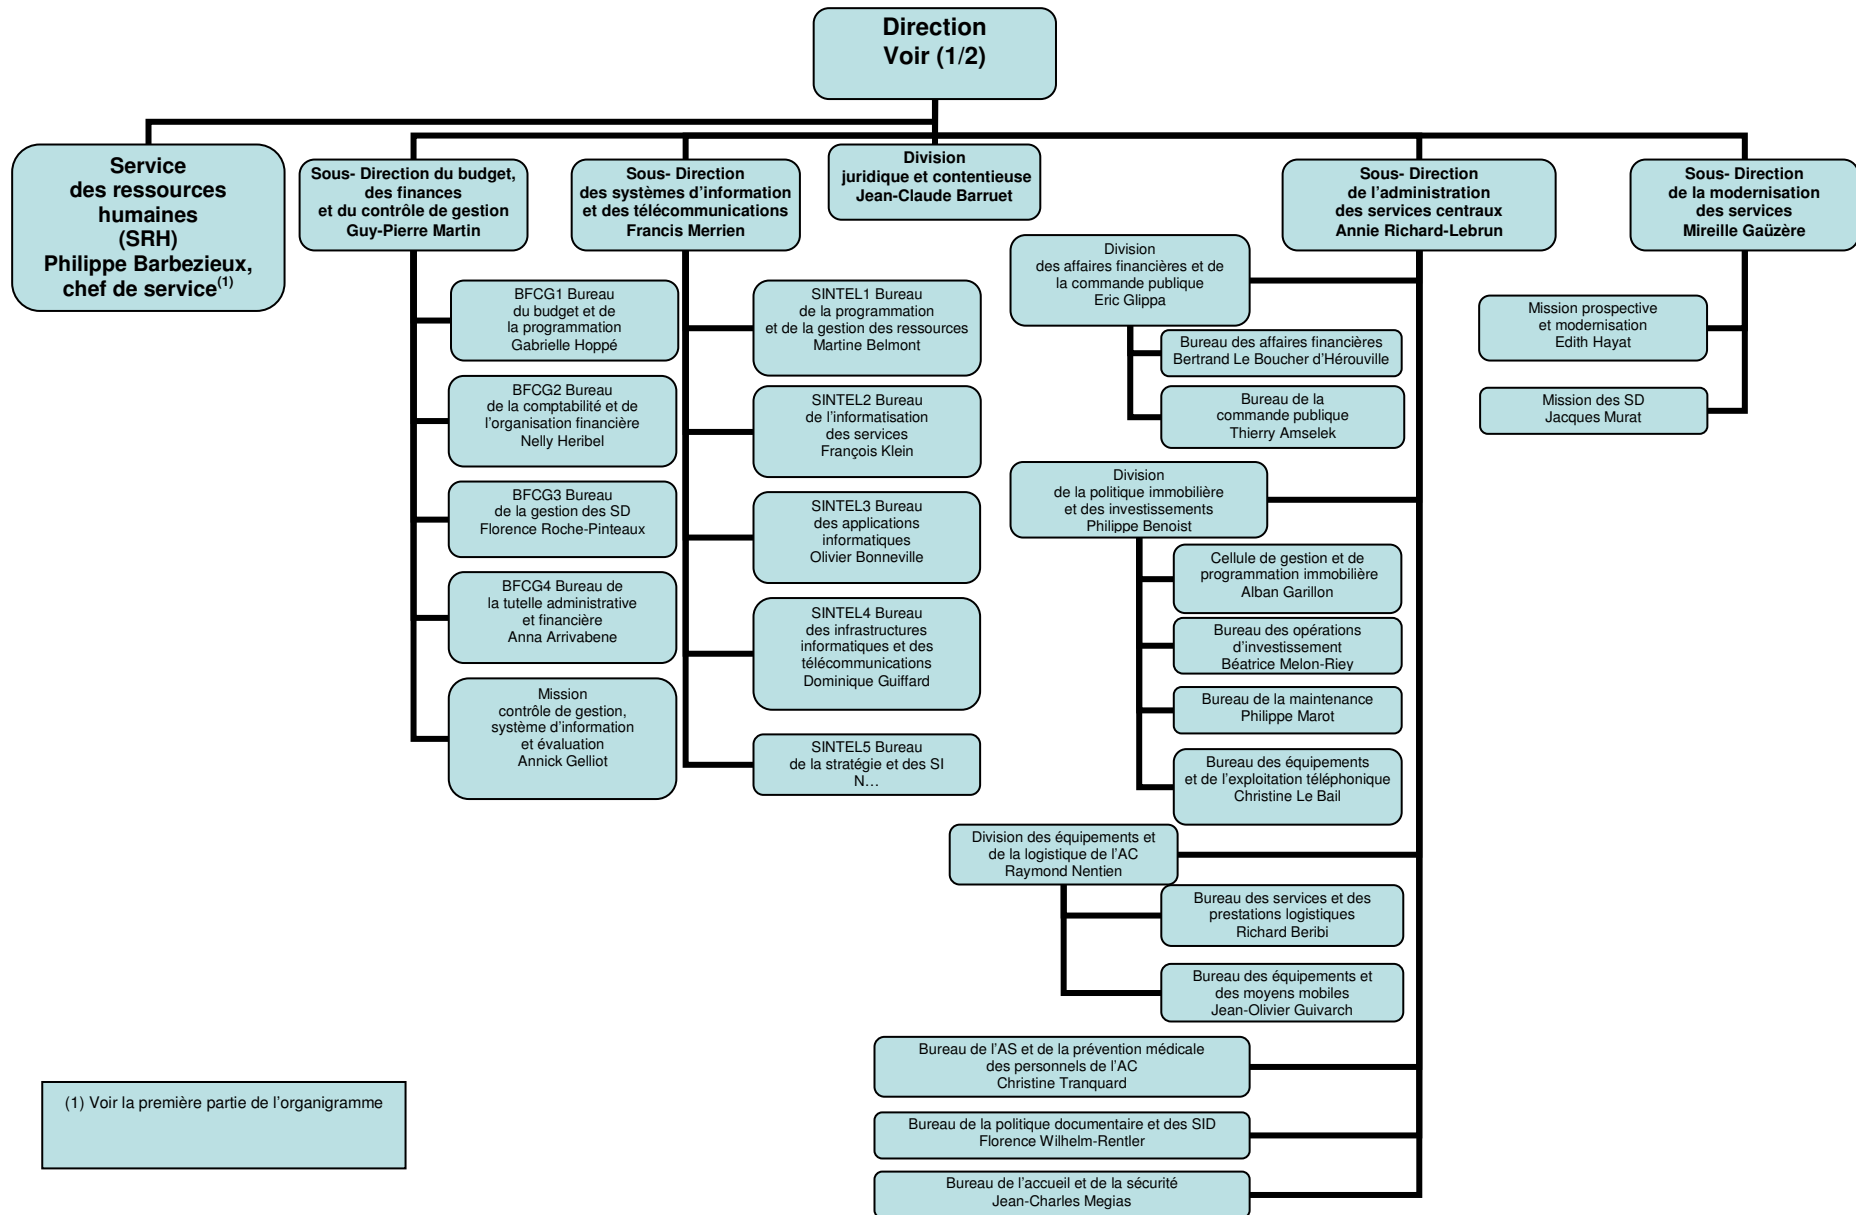 Direction
Voir (1/2)
Service
des ressources
humaines
(SRH)
Philippe Barbezieux,
chef de service(1)
Sous- Direction du budget,
des finances
et du contrôle de gestion
Guy-Pierre Martin
BFCG1 Bureau
du budget et de
la programmation
Gabrielle Hoppé
BFCG2 Bureau
de la comptabilité et de
l’organisation financière
Nelly Heribel
BFCG3 Bureau
de la gestion des SD
Florence Roche-Pinteaux
BFCG4 Bureau de
la tutelle administrative
et financière
Anna Arrivabene
Mission
contrôle de gestion,
système d’information
et évaluation
Annick Gelliot
Sous- Direction
des systèmes d’information
et des télécommunications
Francis Merrien
SINTEL1 Bureau
de la programmation
et de la gestion des ressources
Martine Belmont
SINTEL2 Bureau
de l’informatisation
des services
François Klein
SINTEL3 Bureau
des applications
informatiques
Olivier Bonneville
SINTEL4 Bureau
des infrastructures
informatiques et des
télécommunications
Dominique Guiffard
SINTEL5 Bureau
de la stratégie et des SI
N…
Division
juridique et contentieuse
Jean-Claude Barruet
Sous- Direction
de l’administration
des services centraux
Annie Richard-Lebrun
Division
des affaires financières et de
la commande publique
Eric Glippa
Bureau des affaires financières
Bertrand Le Boucher d’Hérouville
Bureau de la
commande publique
Thierry Amselek
Division
de la politique immobilière
et des investissements
Philippe Benoist
Cellule de gestion et de
programmation immobilière
Alban Garillon
Bureau des opérations
d’investissement
Béatrice Melon-Riey
Bureau de la maintenance
Philippe Marot
Bureau des équipements
et de l’exploitation téléphonique
Christine Le Bail
Division des équipements et
de la logistique de l’AC
Raymond Nentien
Bureau des services et des
prestations logistiques
Richard Beribi
Bureau des équipements et
des moyens mobiles
Jean-Olivier Guivarch
Bureau de l’AS et de la prévention médicale
des personnels de l’AC
Christine Tranquard
Bureau de la politique documentaire et des SID
Florence Wilhelm-Rentler
Bureau de l’accueil et de la sécurité
Jean-Charles Megias
Sous- Direction
de la modernisation
des services
Mireille Gaüzère
Mission prospective
et modernisation
Edith Hayat
Mission des SD
Jacques Murat
(1) Voir la première partie de l’organigramme